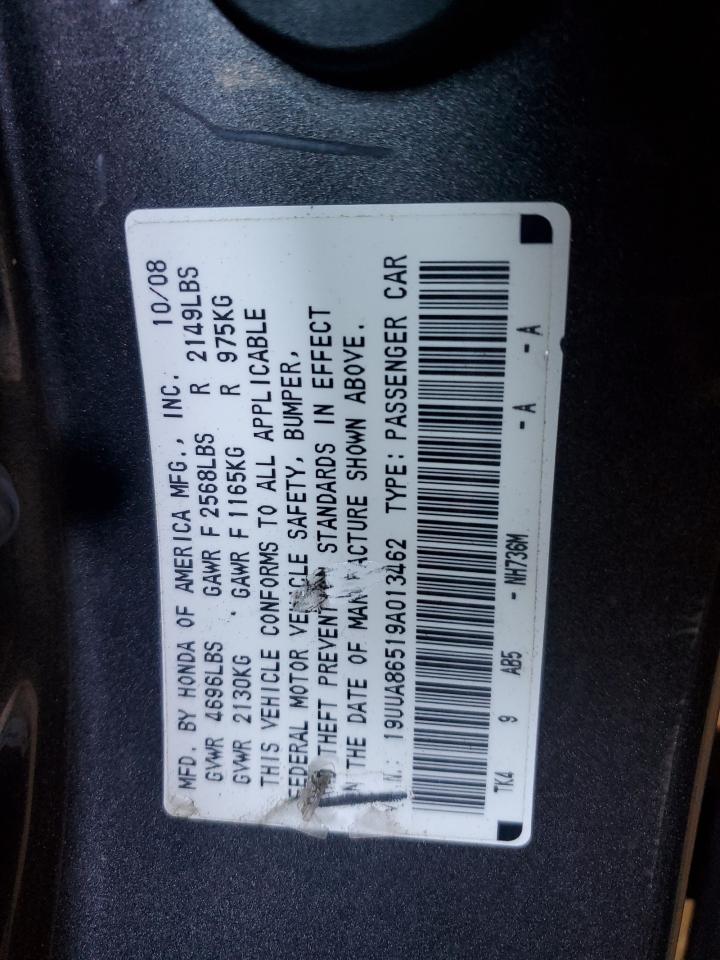 MFD. BY HONDA OF AMERICA MFG., INC. 10/08
GVWR 4696LBS GAWR F 2568LBS R 2149LBS
GVWR 2130KG GAWR F 1165KG R 975KG
THIS VEHICLE CONFORMS TO ALL APPLICABLE
FEDERAL MOTOR VEHICLE SAFETY, BUMPER,
THEFT PREVENT STANDARDS IN EFFECT
N THE DATE OF MANUFACTURE SHOWN ABOVE.
N.: 19UUA86519A013462 TYPE: PASSENGER CAR
TK4 9 AB5 - NH736M - A - A